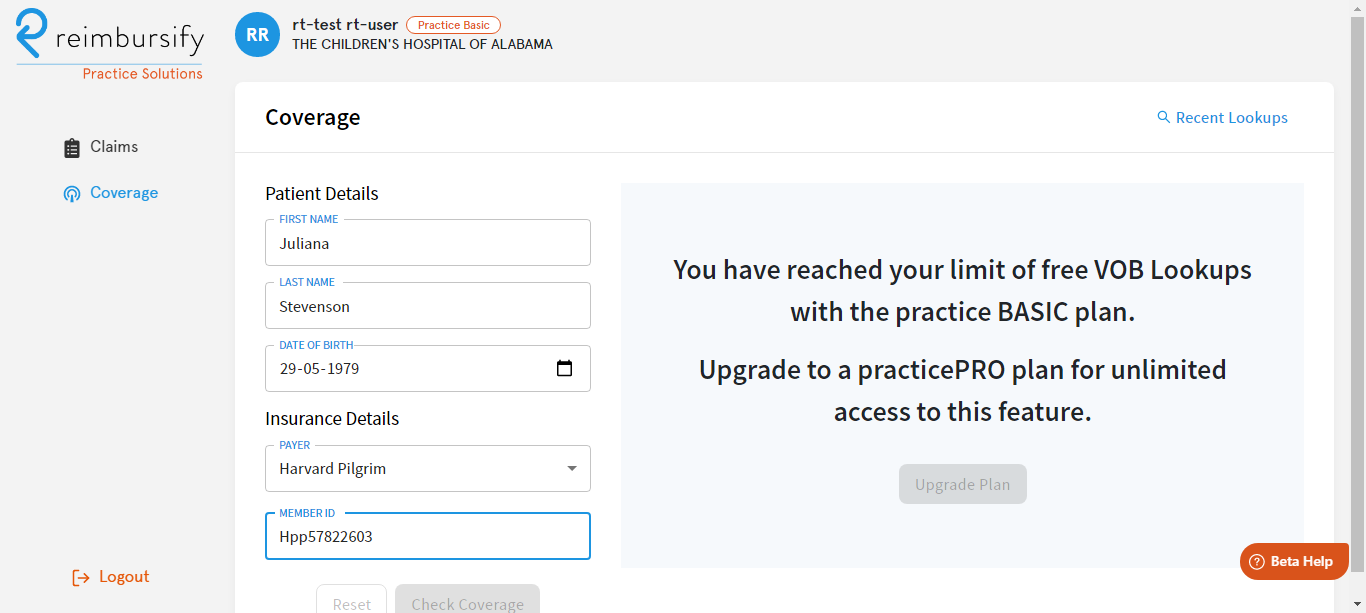 reimbursify
Practice Solutions
RR
rt-test rt-user
Practice Basic
THE CHILDREN'S HOSPITAL OF ALABAMA
Claims
Coverage
Logout
Coverage
Recent Lookups
Patient Details
FIRST NAME
Juliana
LAST NAME
Stevenson
DATE OF BIRTH
29-05-1979
Insurance Details
PAYER
Harvard Pilgrim
MEMBER ID
Hpp57822603
Reset
Check Coverage
You have reached your limit of free VOB Lookups
with the practice BASIC plan.
Upgrade to a practicePRO plan for unlimited
access to this feature.
Upgrade Plan
Beta Help